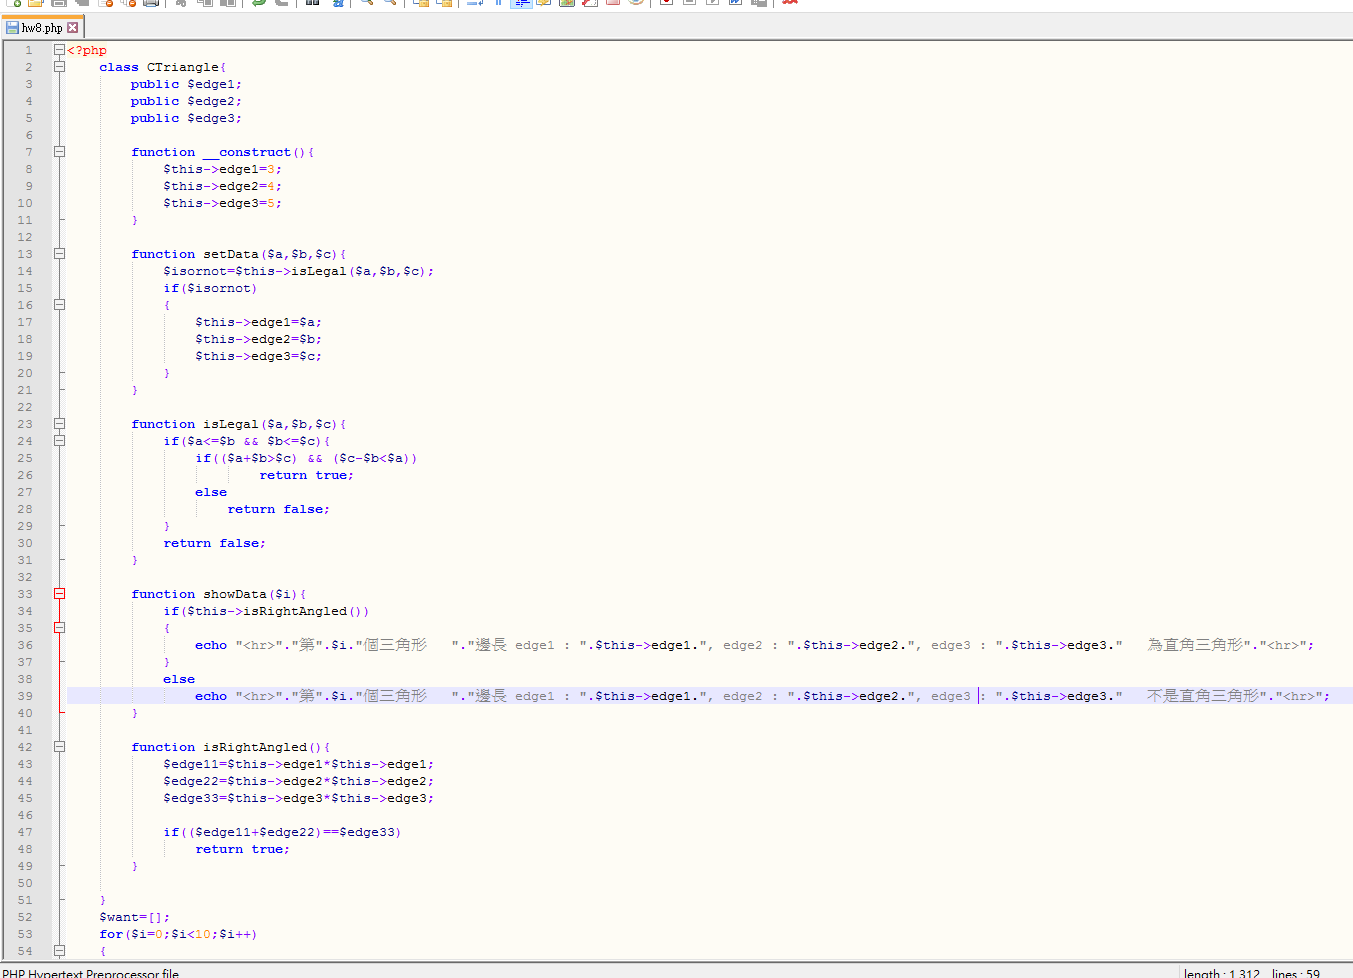 hw8.php
1 <?php
2 class CTriangle{
3 public $edge1;
4 public $edge2;
5 public $edge3;
6
7 function __construct(){
8 $this->edge1=3;
9 $this->edge2=4;
10 $this->edge3=5;
11 }
12
13 function setData($a,$b,$c){
14 $isornot=$this->isLegal($a,$b,$c);
15 if($isornot)
16 {
17 $this->edge1=$a;
18 $this->edge2=$b;
19 $this->edge3=$c;
20 }
21 }
22
23 function isLegal($a,$b,$c){
24 if($a<=$b && $b<=$c){
25 if(($a+$b>$c) && ($c-$b<$a))
26 return true;
27 else
28 return false;
29 }
30 return false;
31 }
32
33 function showData($i){
34 if($this->isRightAngled())
35 {
36 echo "<hr>"."第".$i."個三角形   "."邊長 edge1 : ".$this->edge1.", edge2 : ".$this->edge2.", edge3 : ".$this->edge3."   為直角三角形"."<hr>";
37 }
38 else
39 echo "<hr>"."第".$i."個三角形   "."邊長 edge1 : ".$this->edge1.", edge2 : ".$this->edge2.", edge3 : ".$this->edge3."   不是直角三角形"."<hr>";
40 }
41
42 function isRightAngled(){
43 $edge11=$this->edge1*$this->edge1;
44 $edge22=$this->edge2*$this->edge2;
45 $edge33=$this->edge3*$this->edge3;
46
47 if(($edge11+$edge22)==$edge33)
48 return true;
49 }
50
51 }
52 $want=[];
53 for($i=0;$i<10;$i++)
54 {
PHP Hypertext Preprocessor file length : 1,312 lines : 59